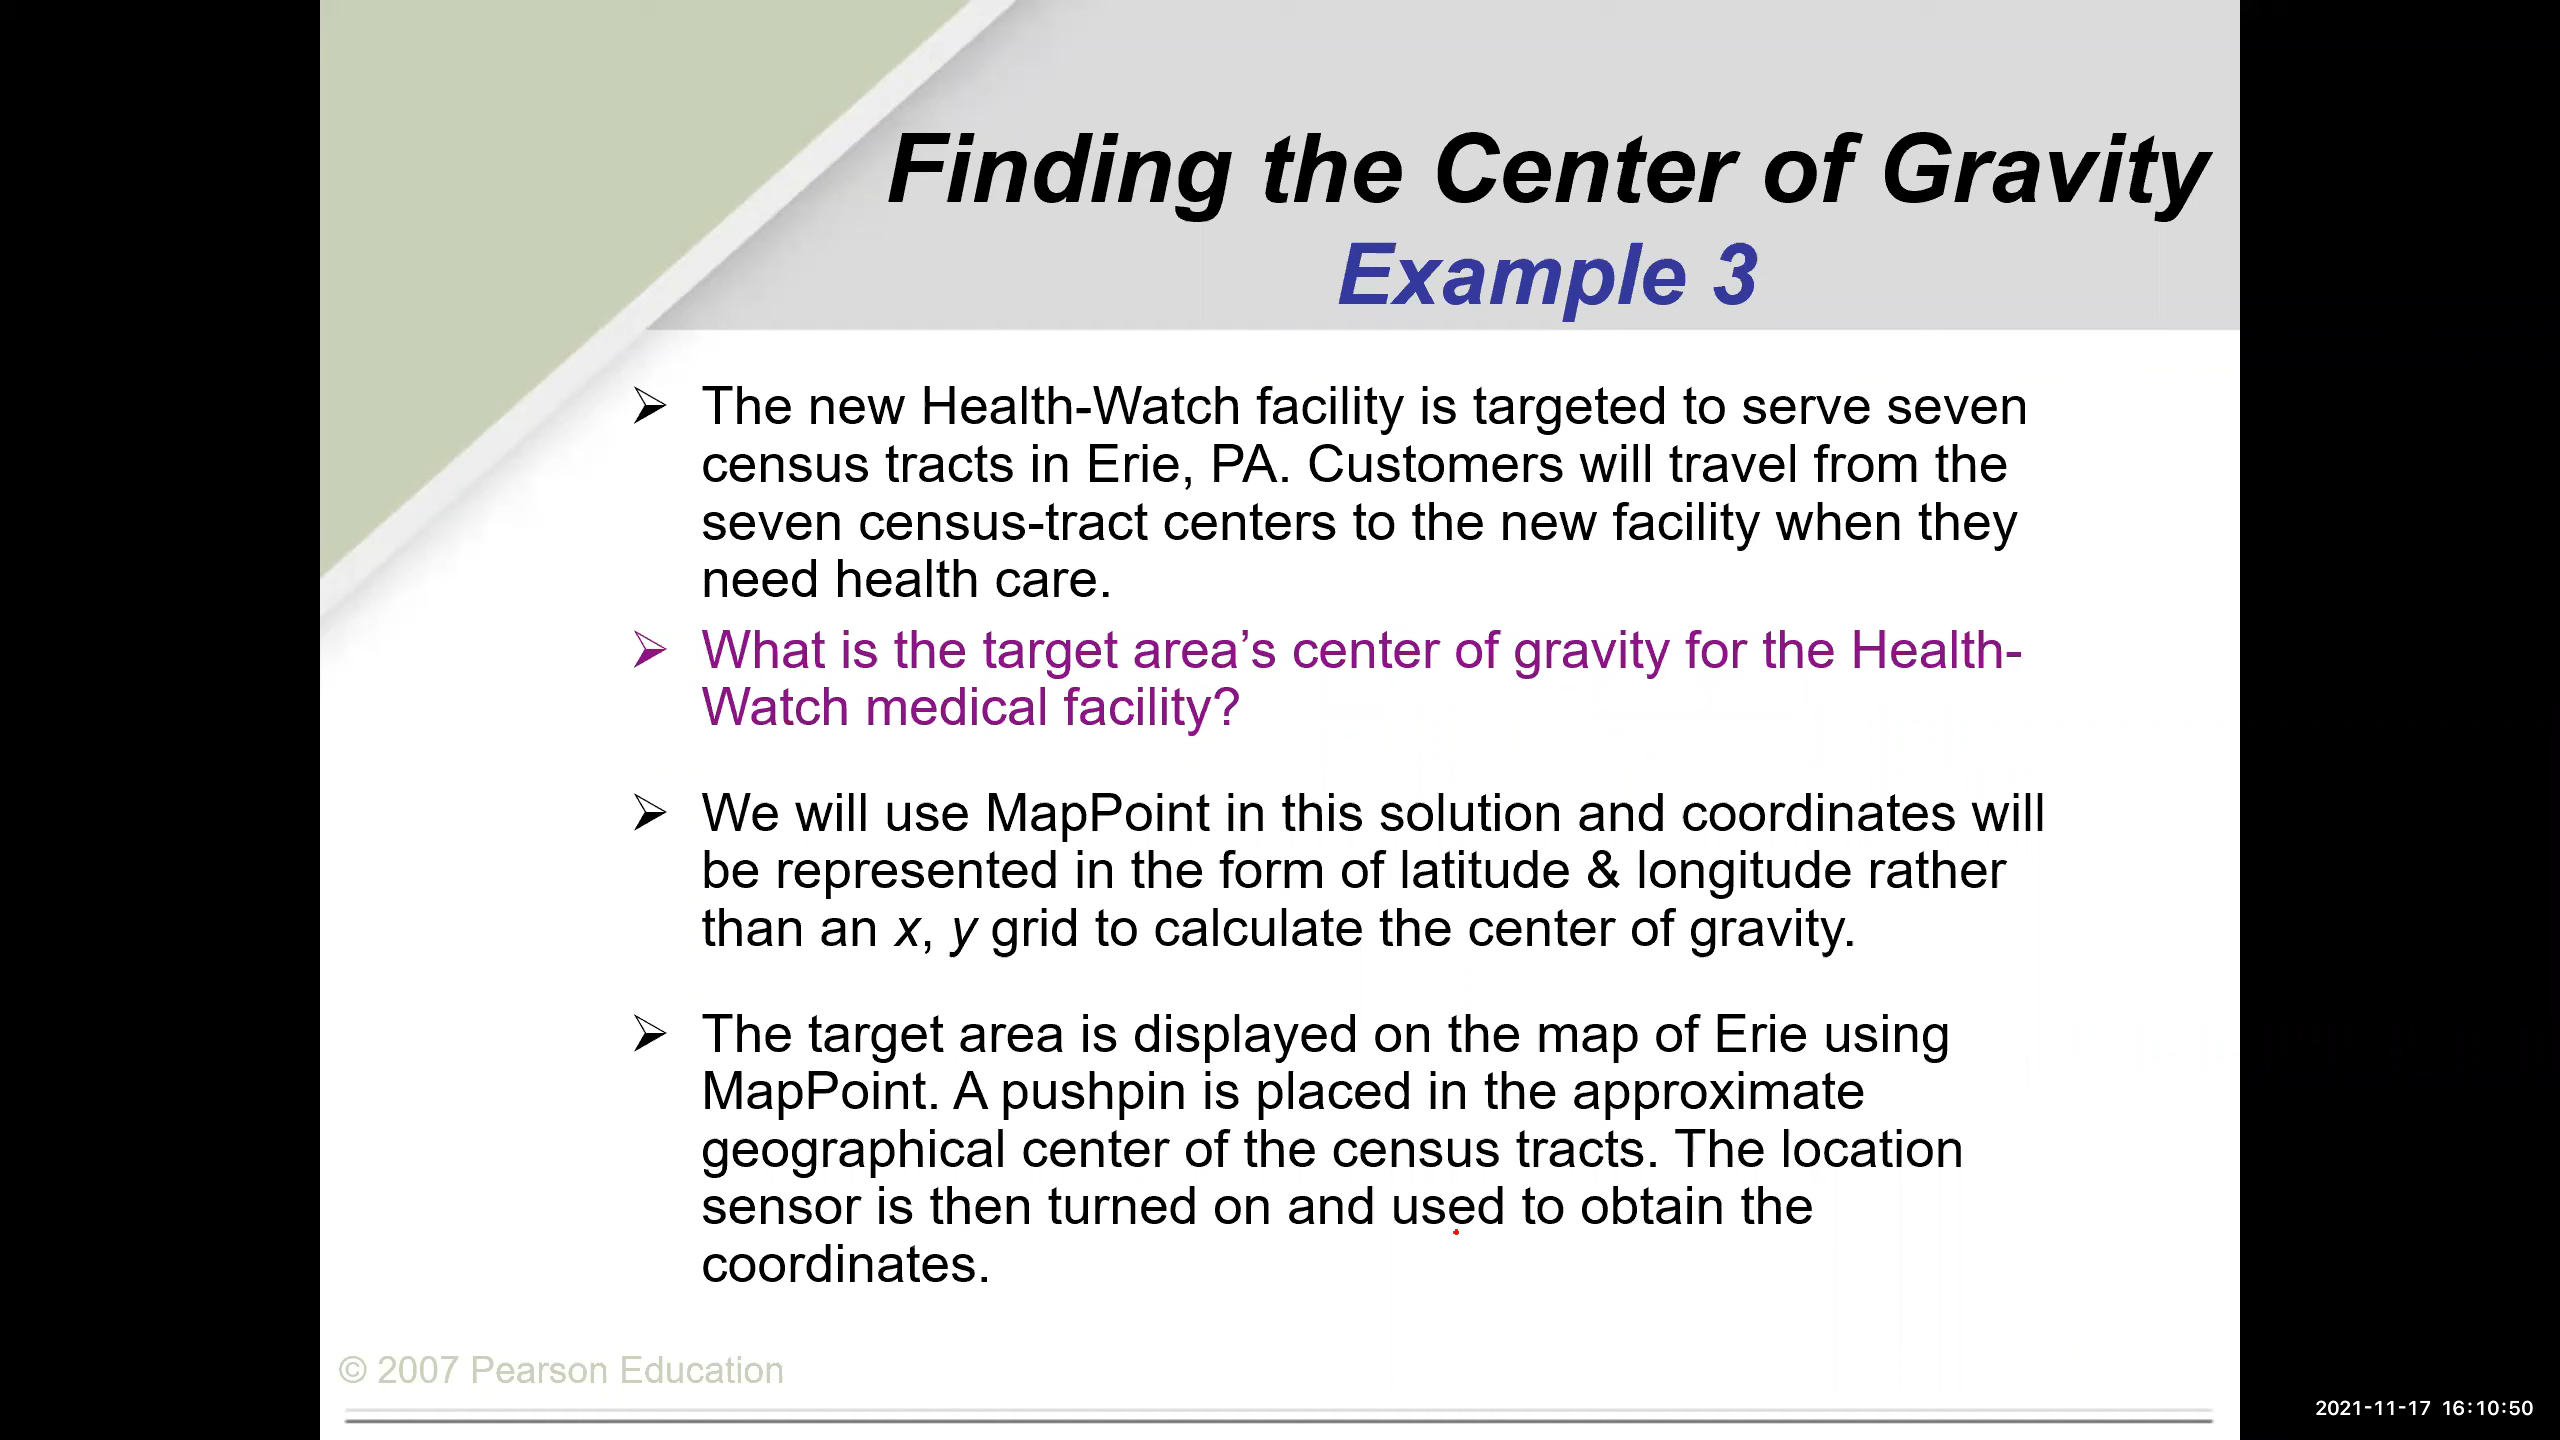 Finding the Center of Gravity
Example 3
➢ The new Health-Watch facility is targeted to serve seven
census tracts in Erie, PA. Customers will travel from the
seven census-tract centers to the new facility when they
need health care.
➢ What is the target area’s center of gravity for the Health-
Watch medical facility?
➢ We will use MapPoint in this solution and coordinates will
be represented in the form of latitude & longitude rather
than an x, y grid to calculate the center of gravity.
➢ The target area is displayed on the map of Erie using
MapPoint. A pushpin is placed in the approximate
geographical center of the census tracts. The location
sensor is then turned on and used to obtain the
coordinates.
© 2007 Pearson Education
2021-11-17 16:10:50